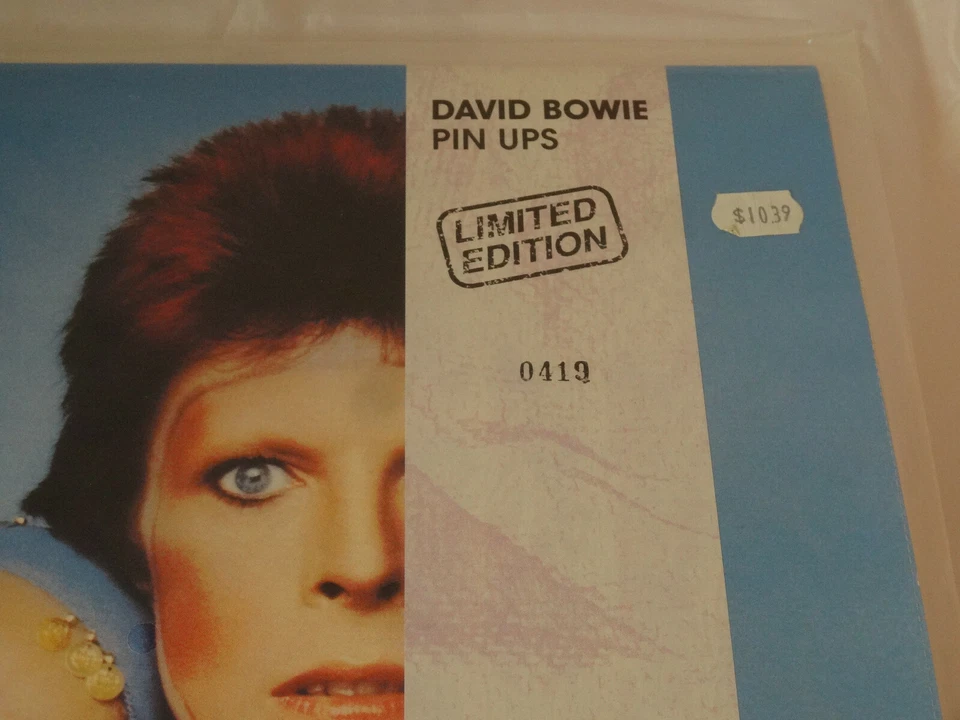 DAVID BOWIE
PIN UPS
LIMITED
EDITION
$10.39
0419